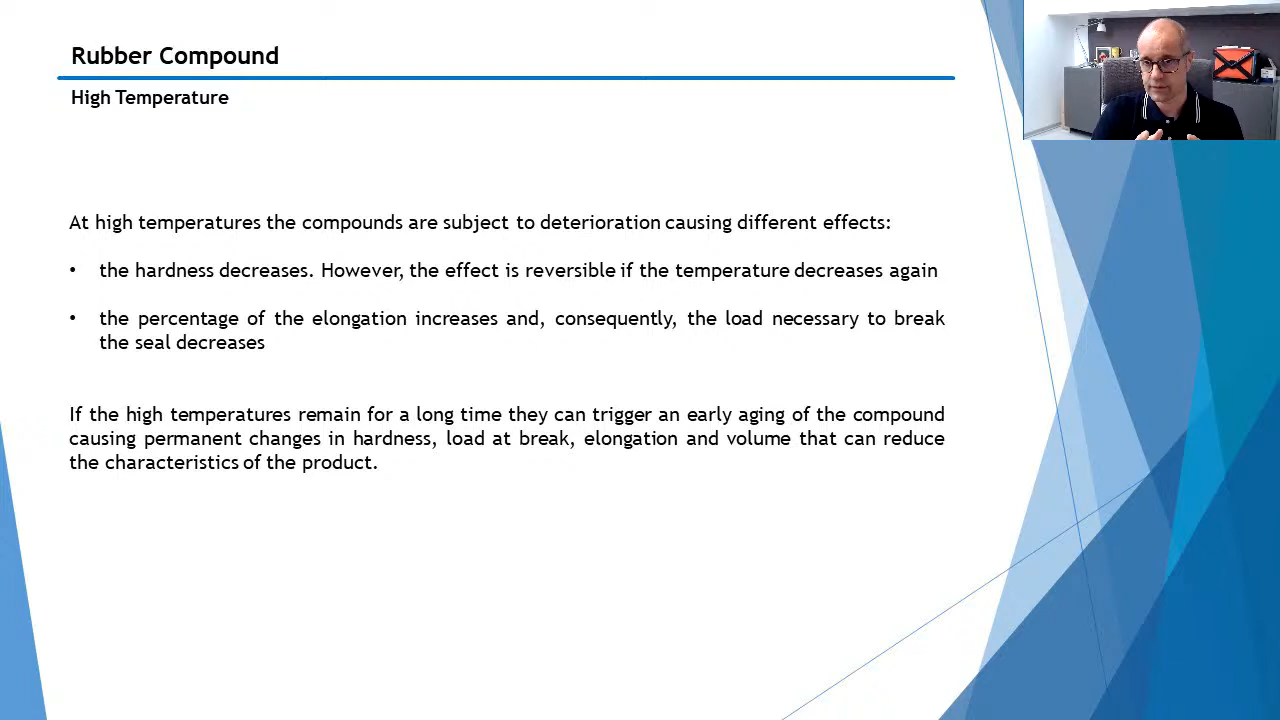 Rubber Compound
High Temperature
At high temperatures the compounds are subject to deterioration causing different effects:
• the hardness decreases. However, the effect is reversible if the temperature decreases again
• the percentage of the elongation increases and, consequently, the load necessary to break
the seal decreases
If the high temperatures remain for a long time they can trigger an early aging of the compound
causing permanent changes in hardness, load at break, elongation and volume that can reduce
the characteristics of the product.